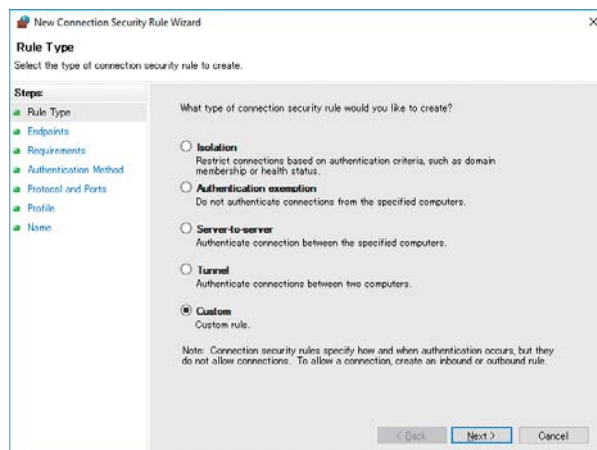 New Connection Security Rule Wizard
Rule Type
Select the type of connection security rule to create.
Steps:
Rule Type
Endpoints
Requirements
Authentication Method
Protocol and Ports
Profile
Name
What type of connection security rule would you like to create?
Isolation
Restrict connections based on authentication criteria, such as domain
membership or health status.
Authentication exemption
Do not authenticate connections from the specified computers.
Server-to-server
Authenticate connection between the specified computers.
Tunnel
Authenticate connections between two computers.
Custom
Custom rule.
Note: Connection security rules specify how and when authentication occurs, but they
do not allow connections. To allow a connection, create an inbound or outbound rule.
< Back Next > Cancel